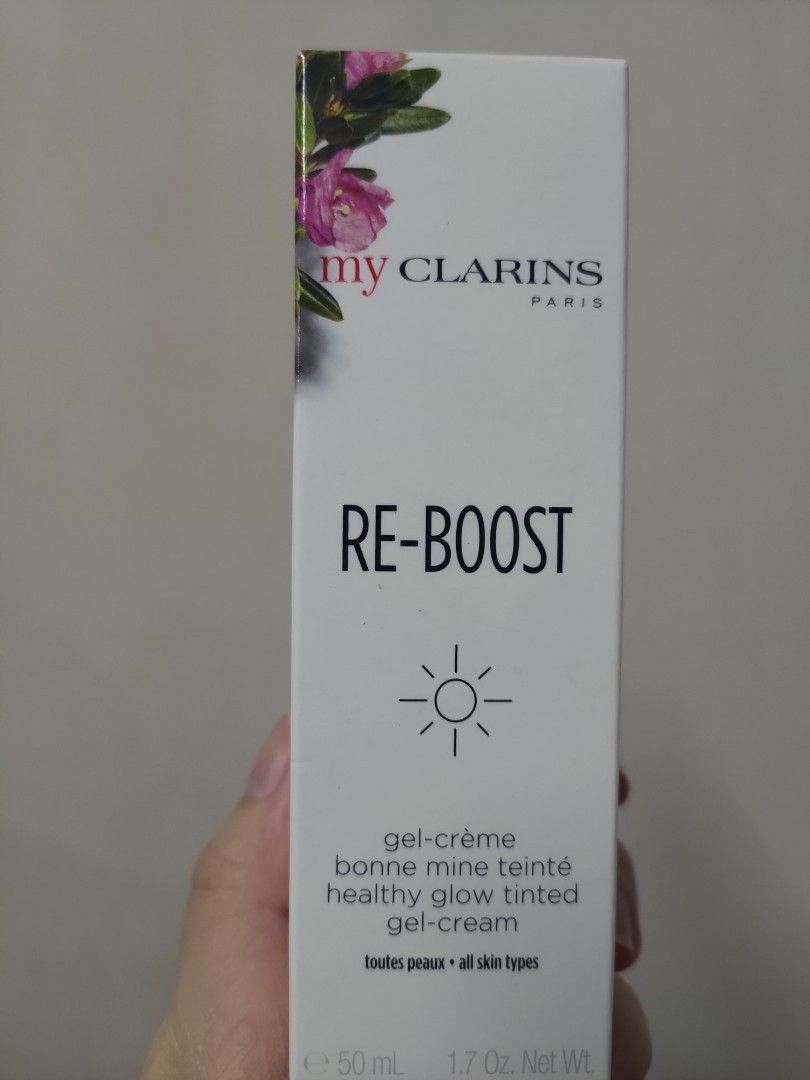 my CLARINS
PARIS
RE-BOOST
gel-crème
bonne mine teinté
healthy glow tinted
gel-cream
toutes peaux • all skin types
℮ 50 mL 1.7 Oz. Net Wt.